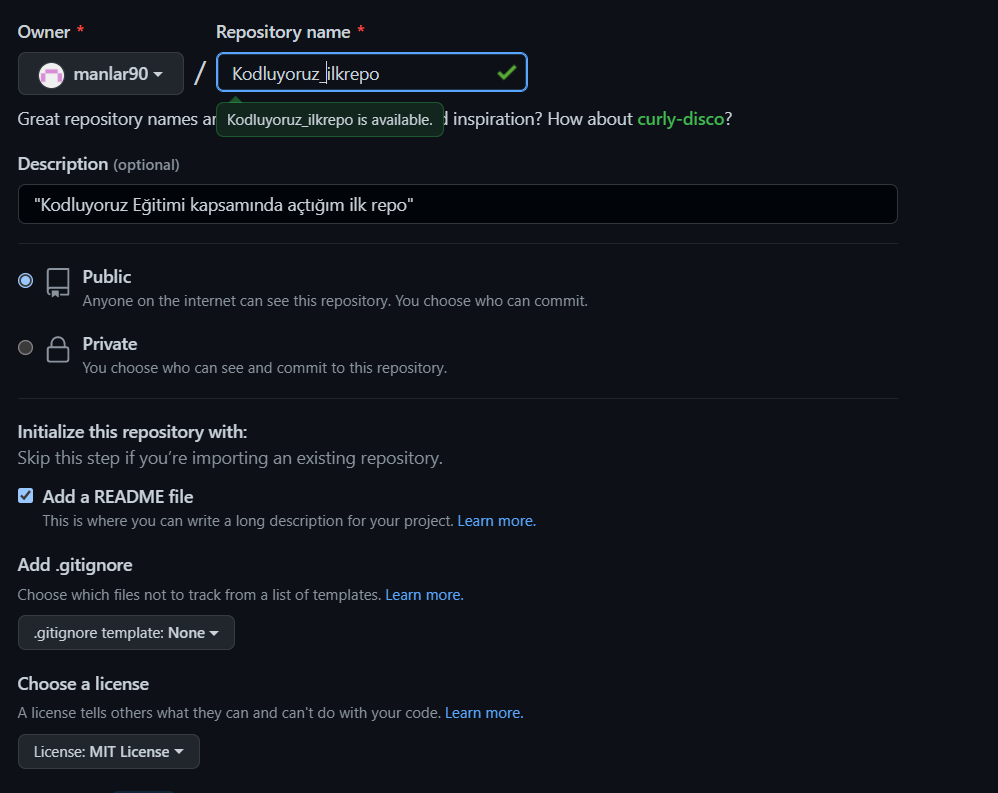 Owner * Repository name *
manlar90 / Kodluyoruz_ilkrepo
Great repository names ar Kodluyoruz_ilkrepo is available. d inspiration? How about curly-disco?
Description (optional)
"Kodluyoruz Eğitimi kapsamında açtığım ilk repo"
Public
Anyone on the internet can see this repository. You choose who can commit.
Private
You choose who can see and commit to this repository.
Initialize this repository with:
Skip this step if you’re importing an existing repository.
Add a README file
This is where you can write a long description for your project. Learn more.
Add .gitignore
Choose which files not to track from a list of templates. Learn more.
.gitignore template: None
Choose a license
A license tells others what they can and can't do with your code. Learn more.
License: MIT License